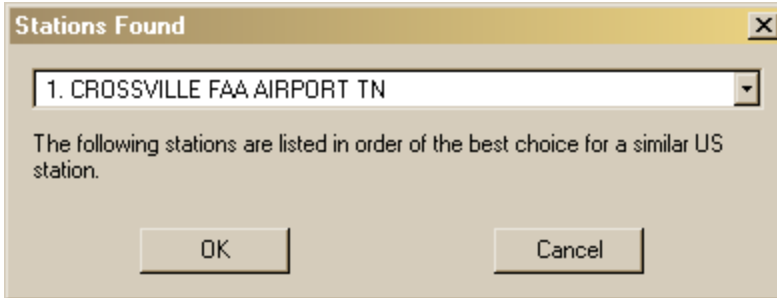 Stations Found
1. CROSSVILLE FAA AIRPORT TN
The following stations are listed in order of the best choice for a similar US
station.
OK
Cancel